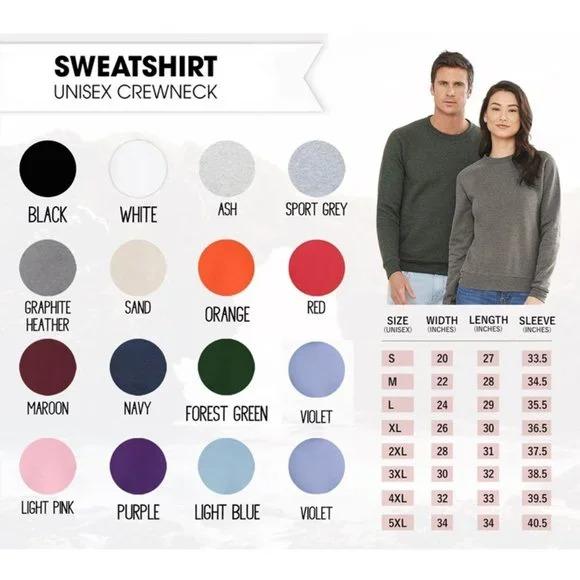 SWEATSHIRT
UNISEX CREWNECK
BLACK WHITE ASH SPORT GREY
GRAPHITE HEATHER SAND ORANGE RED
MAROON NAVY FOREST GREEN VIOLET
LIGHT PINK PURPLE LIGHT BLUE VIOLET
SIZE WIDTH LENGTH SLEEVE
(UNISEX) (INCHES) (INCHES) (INCHES)
S 20 27 33.5
M 22 28 34.5
L 24 29 35.5
XL 26 30 36.5
2XL 28 31 37.5
3XL 30 32 38.5
4XL 32 33 39.5
5XL 34 34 40.5